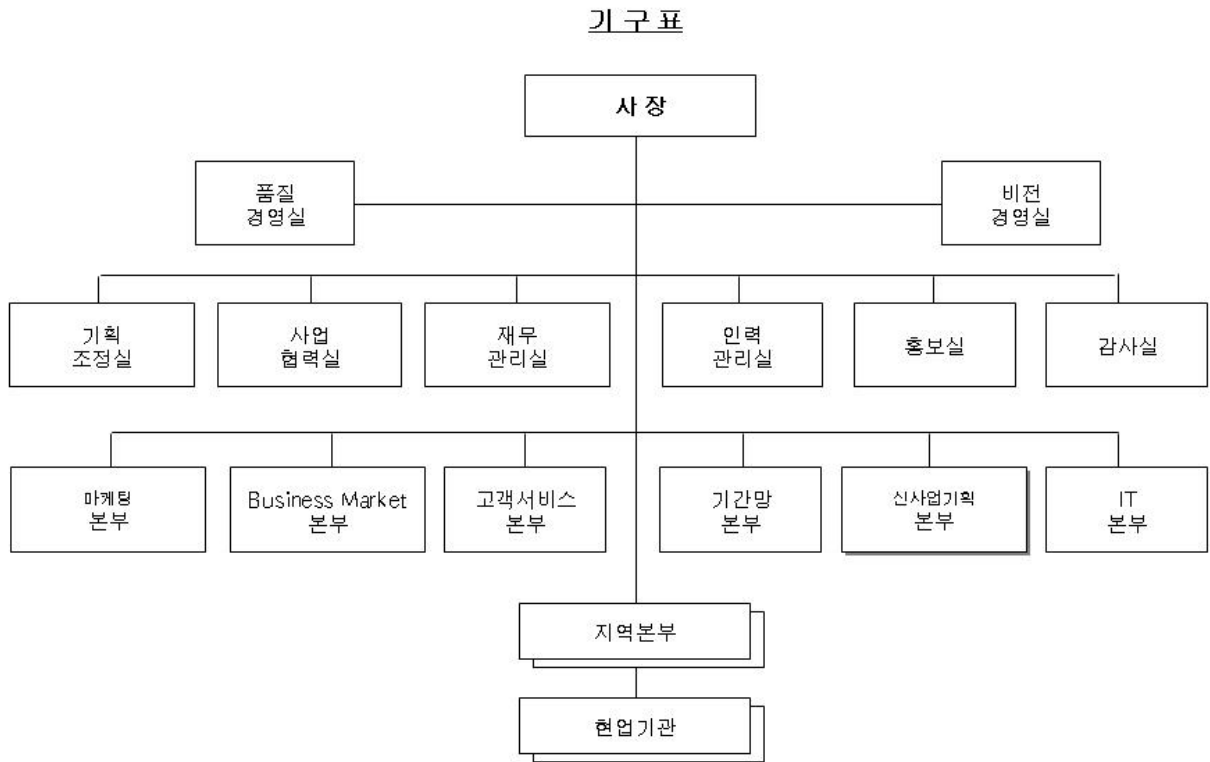 기 구 표
사 장
품질
경영실
비전
경영실
기획
조정실
사업
협력실
재무
관리실
인력
관리실
홍보실
감사실
마케팅
본부
Business Market
본부
고객서비스
본부
기간망
본부
신사업기획
본부
IT
본부
지역본부
현업기관